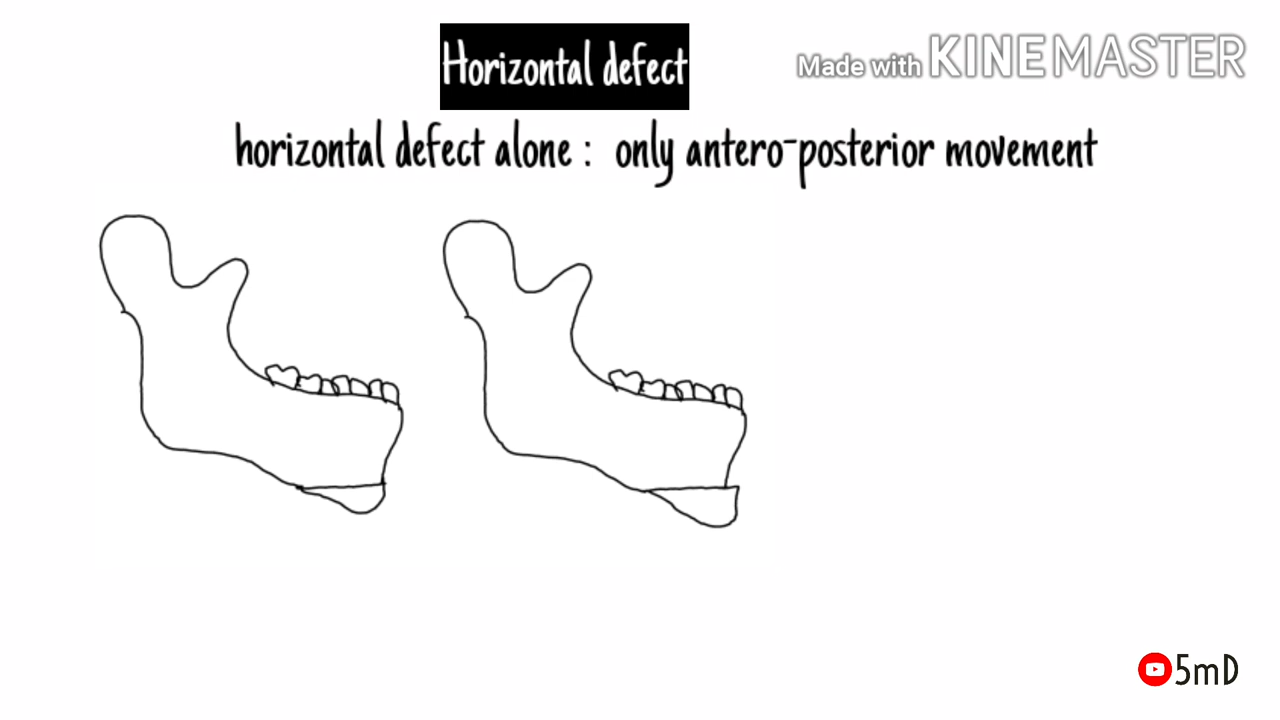 Horizontal defect
Made with KINEMASTER
horizontal defect alone : only antero-posterior movement
5mD